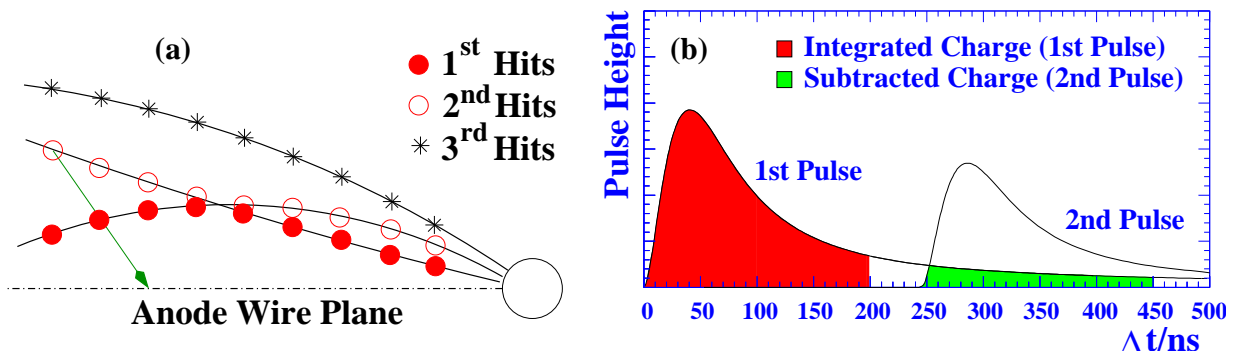 (a)
1st Hits
2nd Hits
3rd Hits
Anode Wire Plane
(b)
Integrated Charge (1st Pulse)
Subtracted Charge (2nd Pulse)
Pulse Height
1st Pulse
2nd Pulse
0 50 100 150 200 250 300 350 400 450 500
Δt/ns